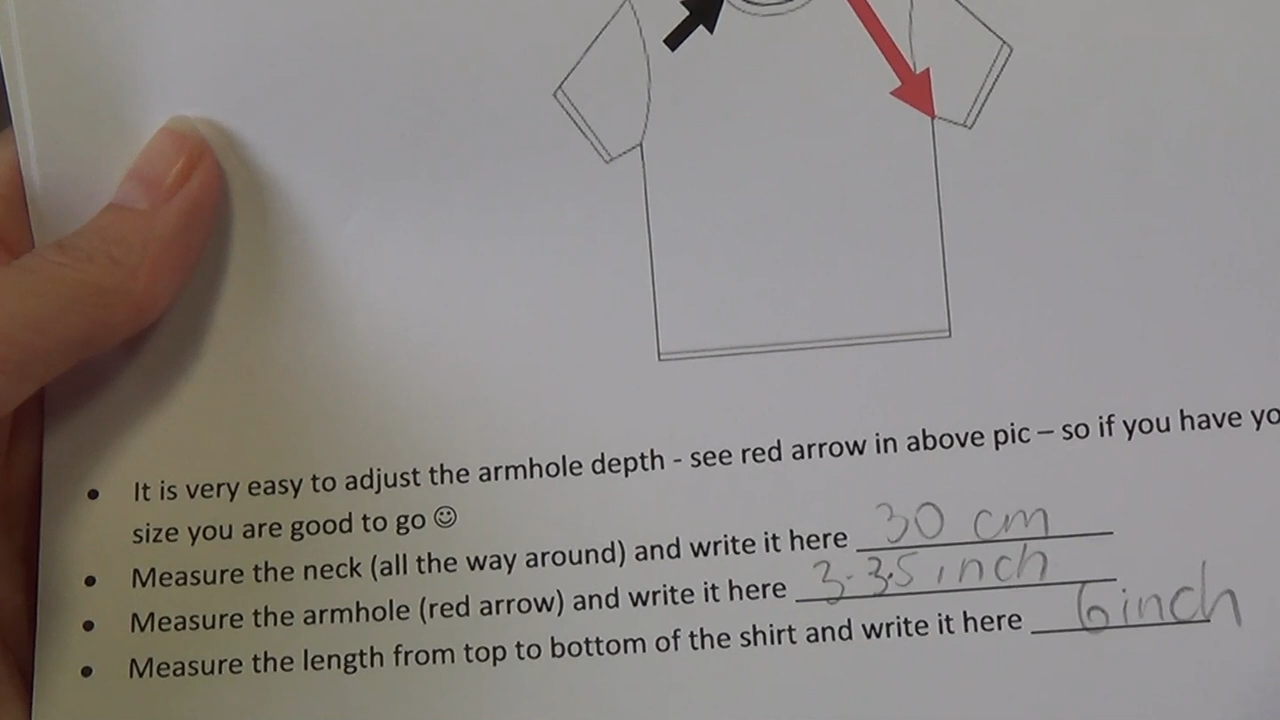 • It is very easy to adjust the armhole depth - see red arrow in above pic – so if you have yo
size you are good to go ☺
• Measure the neck (all the way around) and write it here 30 cm
• Measure the armhole (red arrow) and write it here 3-3.5 inch
• Measure the length from top to bottom of the shirt and write it here 6 inch